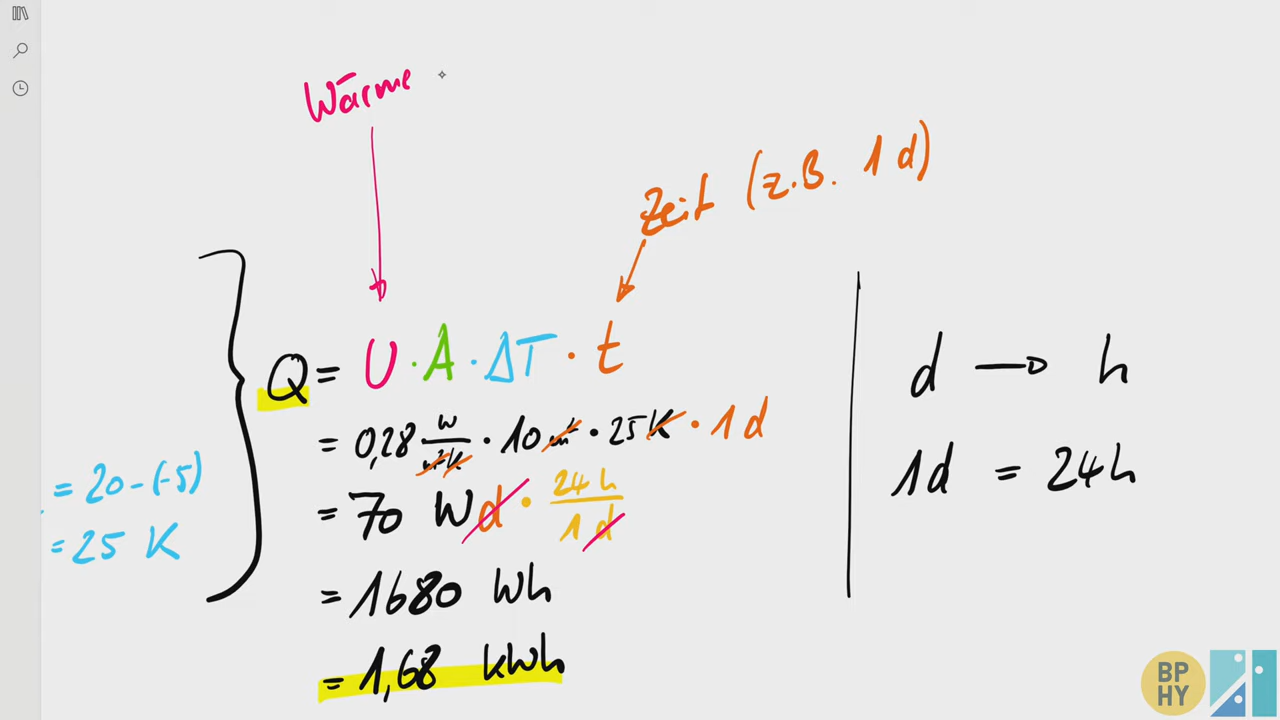 Wärme
Zeit (z.B. 1 d)
Q = U · A · ΔT · t
= 0,28 W/m²K · 10 m² · 25 K · 1 d
= 70 Wd · 24 h / 1 d
= 1680 Wh
= 1,68 kWh
= 20 - (-5)
= 25 K
d → h
1d = 24h
BP
HY